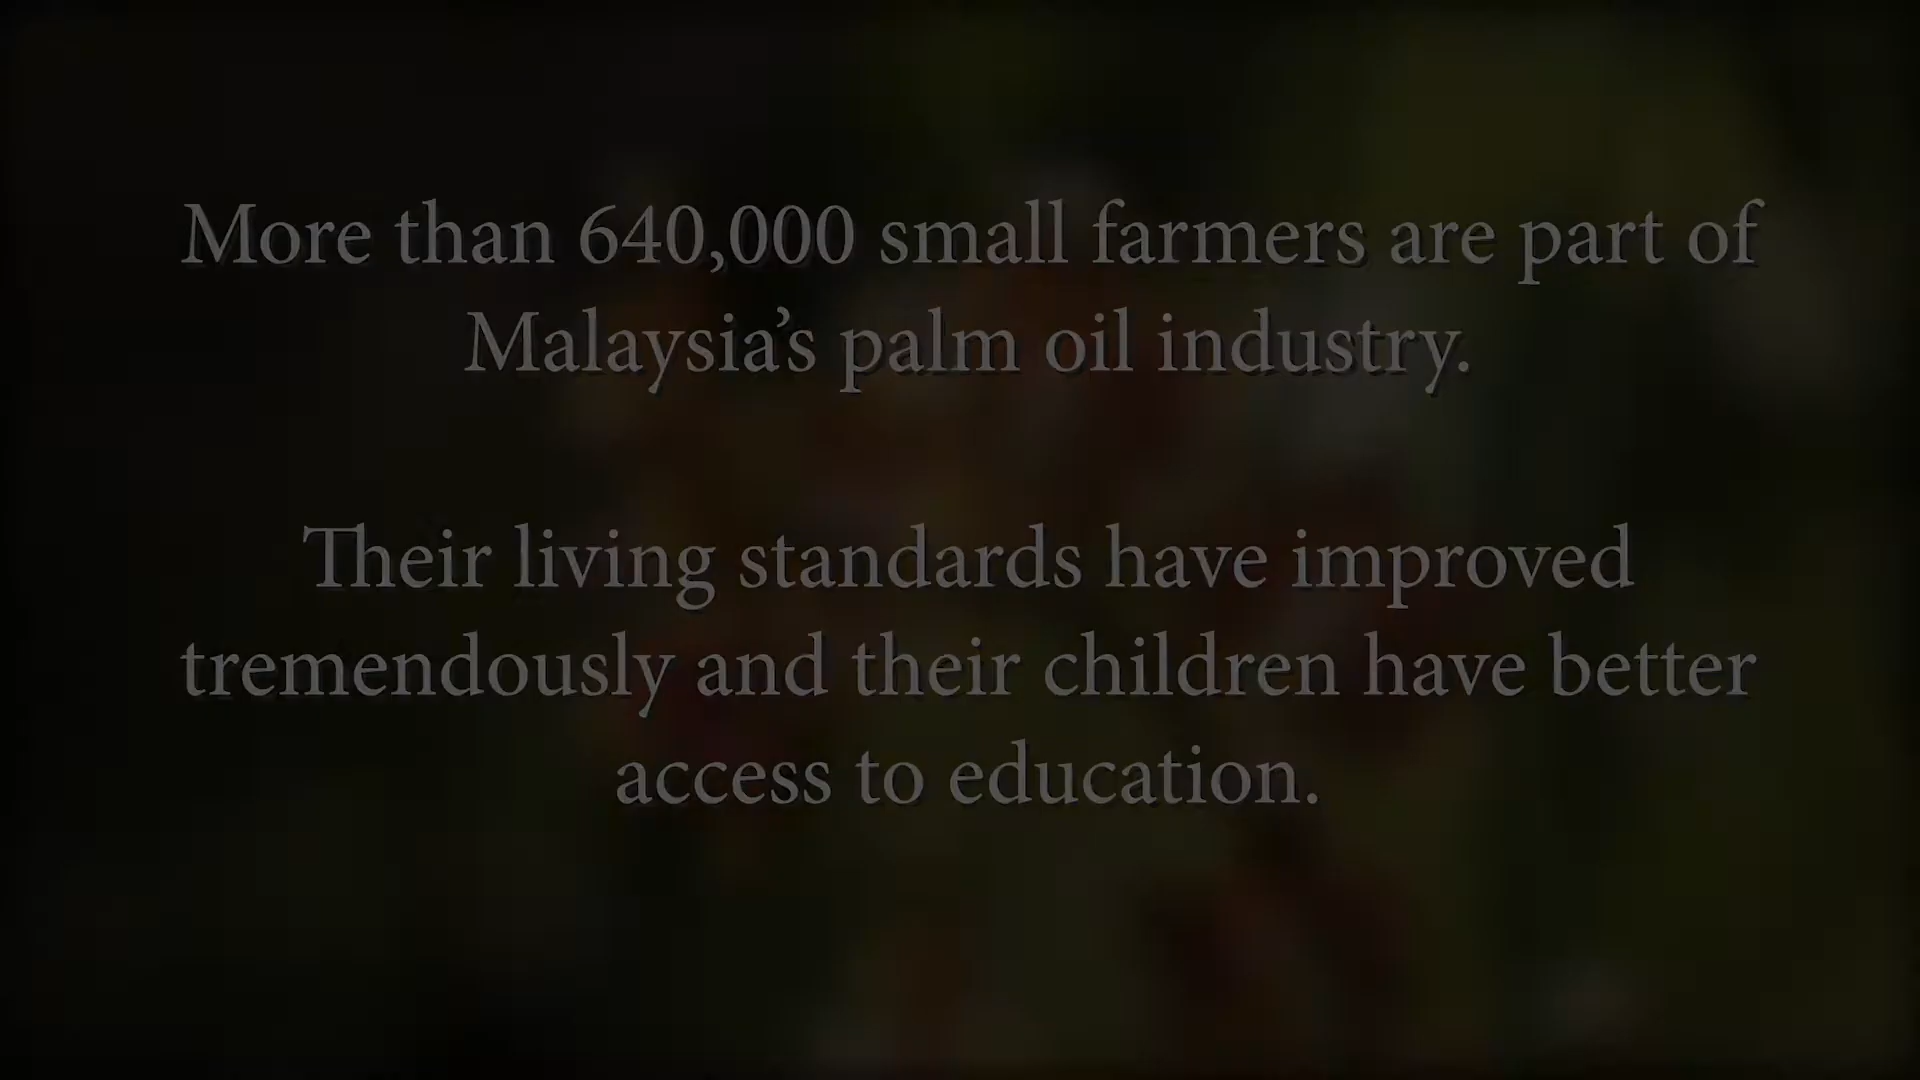 More than 640,000 small farmers are part of
Malaysia’s palm oil industry.
Their living standards have improved
tremendously and their children have better
access to education.